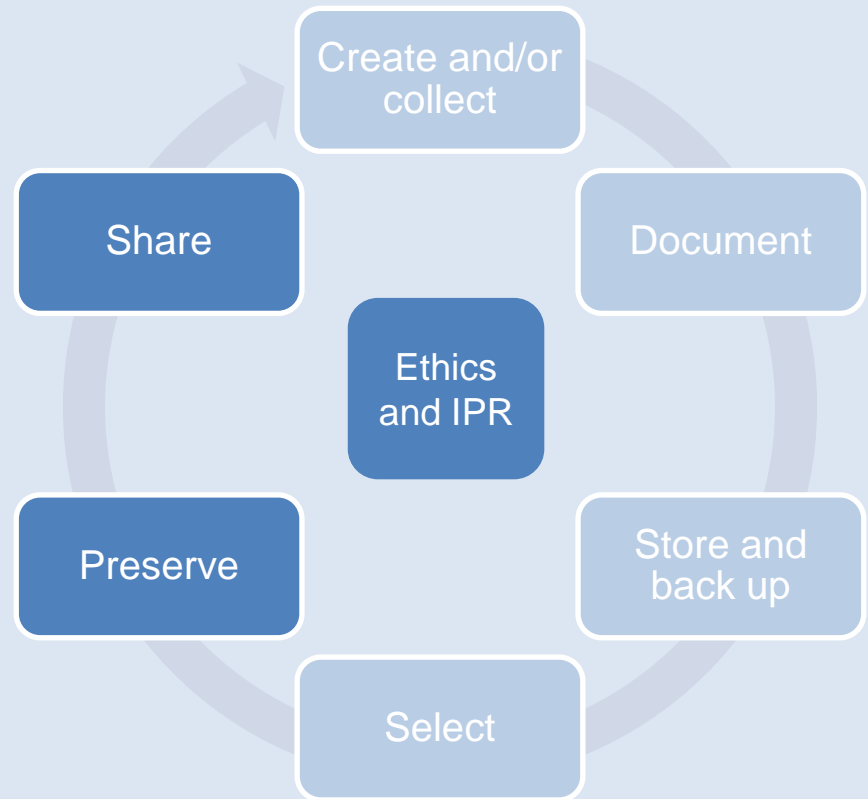 Create and/or
collect
Share
Document
Ethics
and IPR
Preserve
Store and
back up
Select